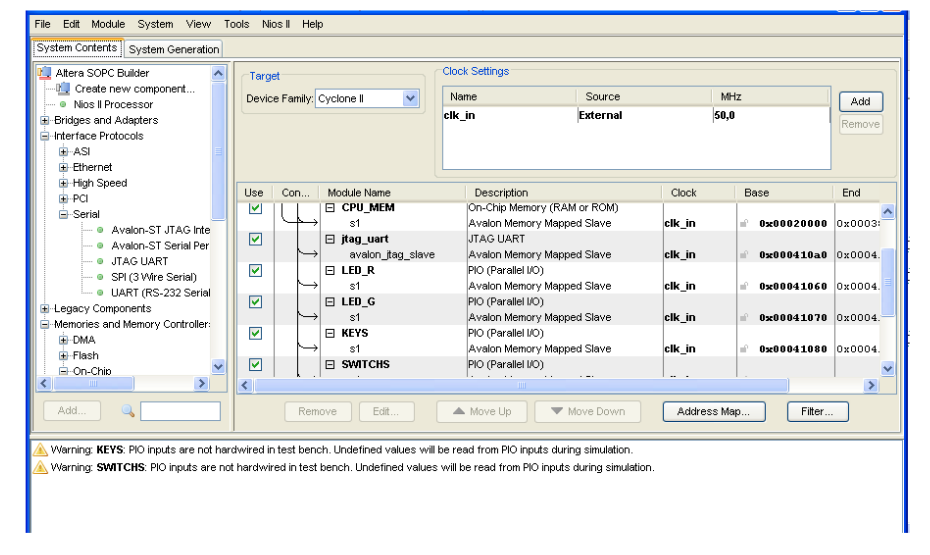 File Edit Module System View Tools Nios II Help
System Contents System Generation
Altera SOPC Builder
Create new component...
Nios II Processor
Bridges and Adapters
Interface Protocols
ASI
Ethernet
High Speed
PCI
Serial
Avalon-ST JTAG Inte
Avalon-ST Serial Per
JTAG UART
SPI (3 Wire Serial)
UART (RS-232 Serial
Legacy Components
Memories and Memory Controller
DMA
Flash
On-Chip
Add...
Target
Device Family: Cyclone II
Clock Settings
Name Source MHz
clk_in External 50,0
Add
Remove
Use Con... Module Name Description Clock Base End
CPU_MEM On-Chip Memory (RAM or ROM)
s1 Avalon Memory Mapped Slave clk_in 0x00020000 0x0003
jtag_uart JTAG UART
avalon_jtag_slave Avalon Memory Mapped Slave clk_in 0x000410a0 0x0004.
LED_R PIO (Parallel I/O)
s1 Avalon Memory Mapped Slave clk_in 0x00041060 0x0004.
LED_G PIO (Parallel I/O)
s1 Avalon Memory Mapped Slave clk_in 0x00041070 0x0004.
KEYS PIO (Parallel I/O)
s1 Avalon Memory Mapped Slave clk_in 0x00041080 0x0004.
SWITCHS PIO (Parallel I/O)
Remove Edit... Move Up Move Down Address Map... Filter...
Warning: KEYS: PIO inputs are not hardwired in test bench. Undefined values will be read from PIO inputs during simulation.
Warning: SWITCHS: PIO inputs are not hardwired in test bench. Undefined values will be read from PIO inputs during simulation.